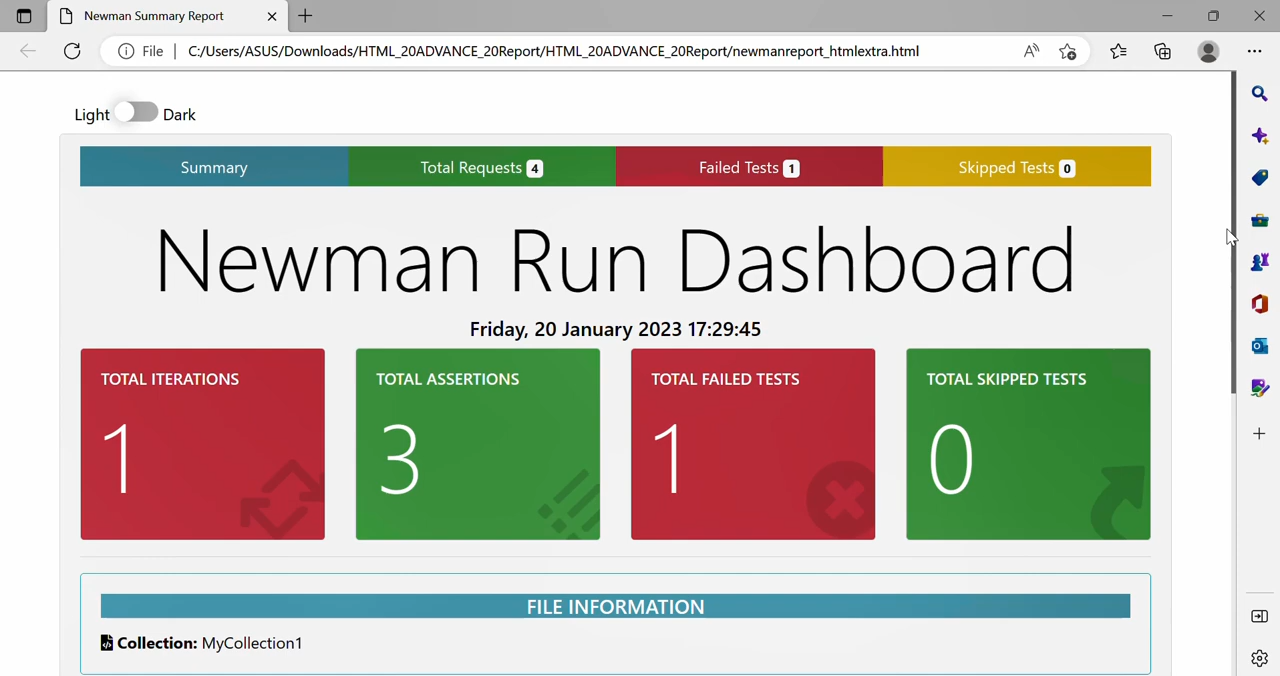 Newman Summary Report
File
C:/Users/ASUS/Downloads/HTML_20ADVANCE_20Report/HTML_20ADVANCE_20Report/newmanreport_htmlextra.html
Light Dark
Summary Total Requests 4 Failed Tests 1 Skipped Tests 0
Newman Run Dashboard
Friday, 20 January 2023 17:29:45
TOTAL ITERATIONS
1
TOTAL ASSERTIONS
3
TOTAL FAILED TESTS
1
TOTAL SKIPPED TESTS
0
FILE INFORMATION
Collection: MyCollection1